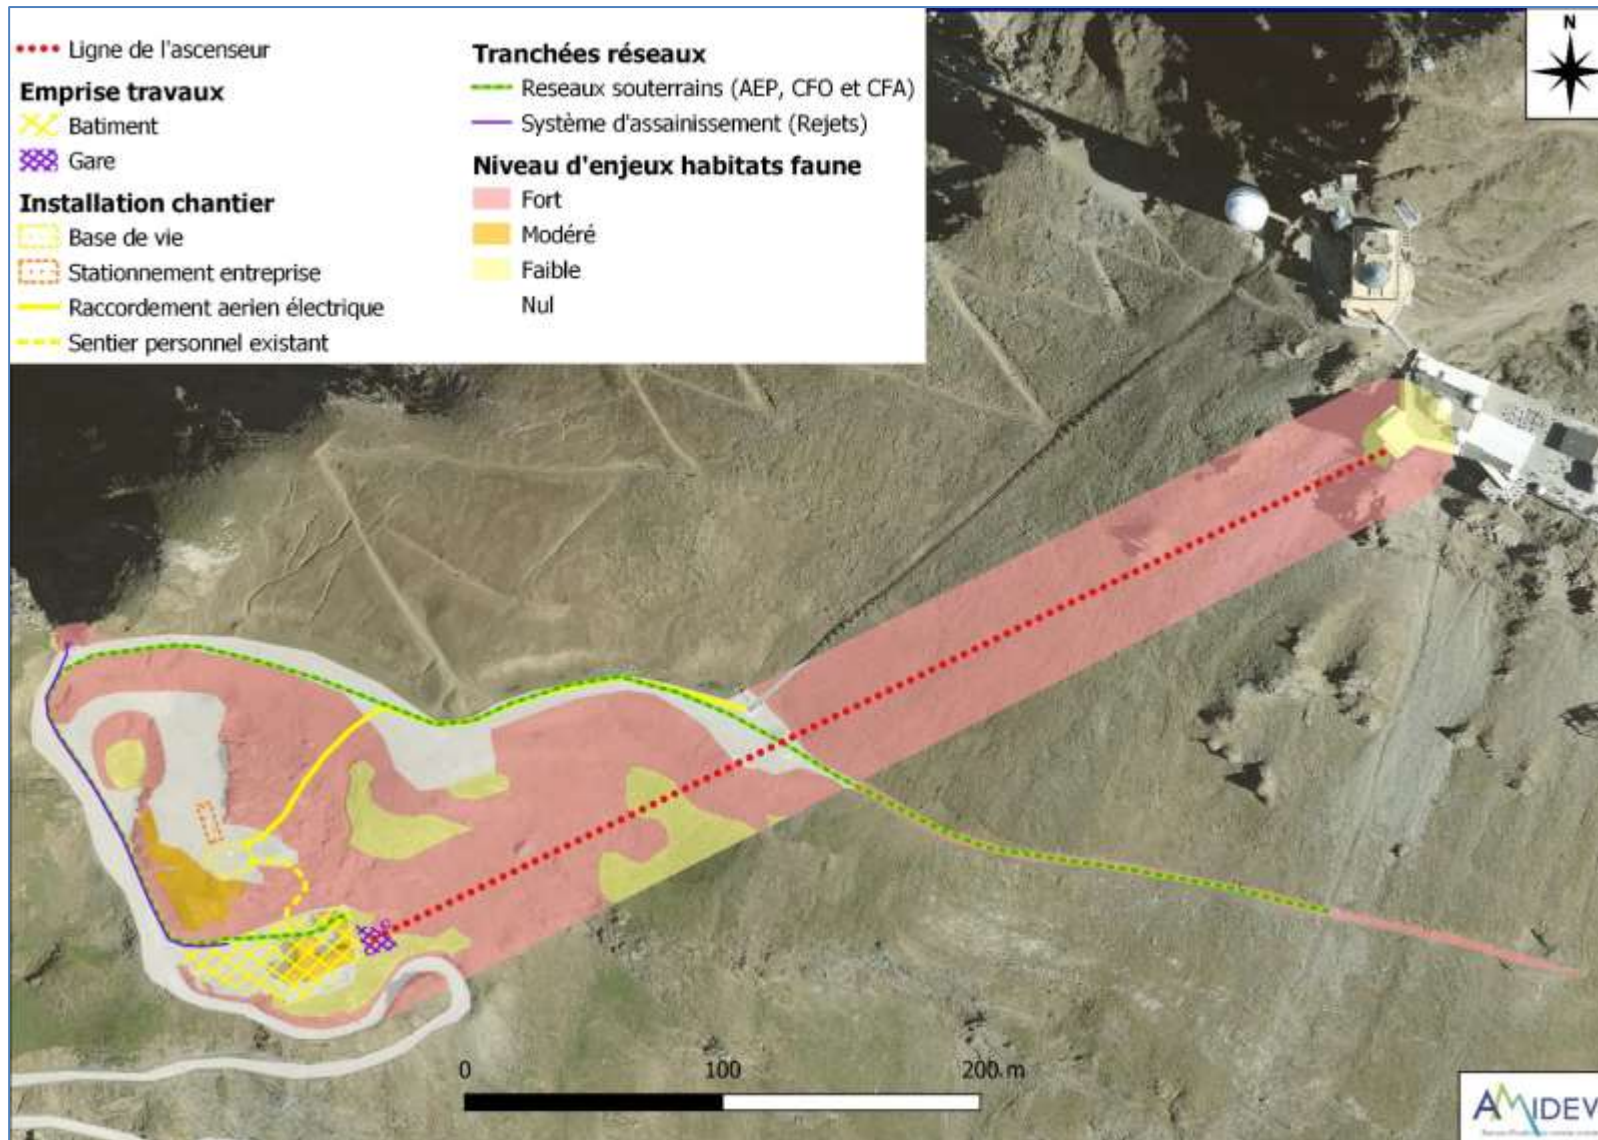 Ligne de l'ascenseur
Emprise travaux
Batiment
Gare
Installation chantier
Base de vie
Stationnement entreprise
Raccordement aerien électrique
Sentier personnel existant
Tranchées réseaux
Reseaux souterrains (AEP, CFO et CFA)
Système d'assainissement (Rejets)
Niveau d'enjeux habitats faune
Fort
Modéré
Faible
Nul
N
0 100 200 m
AMIDEV